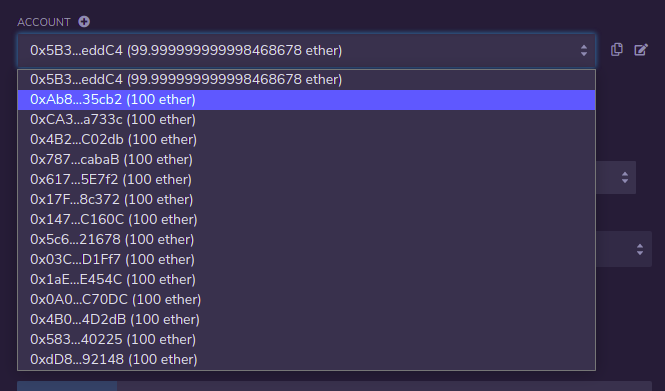 ACCOUNT
0x5B3...eddC4 (99.999999999998468678 ether)
0x5B3...eddC4 (99.999999999998468678 ether)
0xAb8...35cb2 (100 ether)
0xCA3...a733c (100 ether)
0x4B2...C02db (100 ether)
0x787...cabaB (100 ether)
0x617...5E7f2 (100 ether)
0x17F...8c372 (100 ether)
0x147...C160C (100 ether)
0x5c6...21678 (100 ether)
0x03C...D1Ff7 (100 ether)
0x1aE...E454C (100 ether)
0x0A0...C70DC (100 ether)
0x4B0...4D2dB (100 ether)
0x583...40225 (100 ether)
0xdD8...92148 (100 ether)